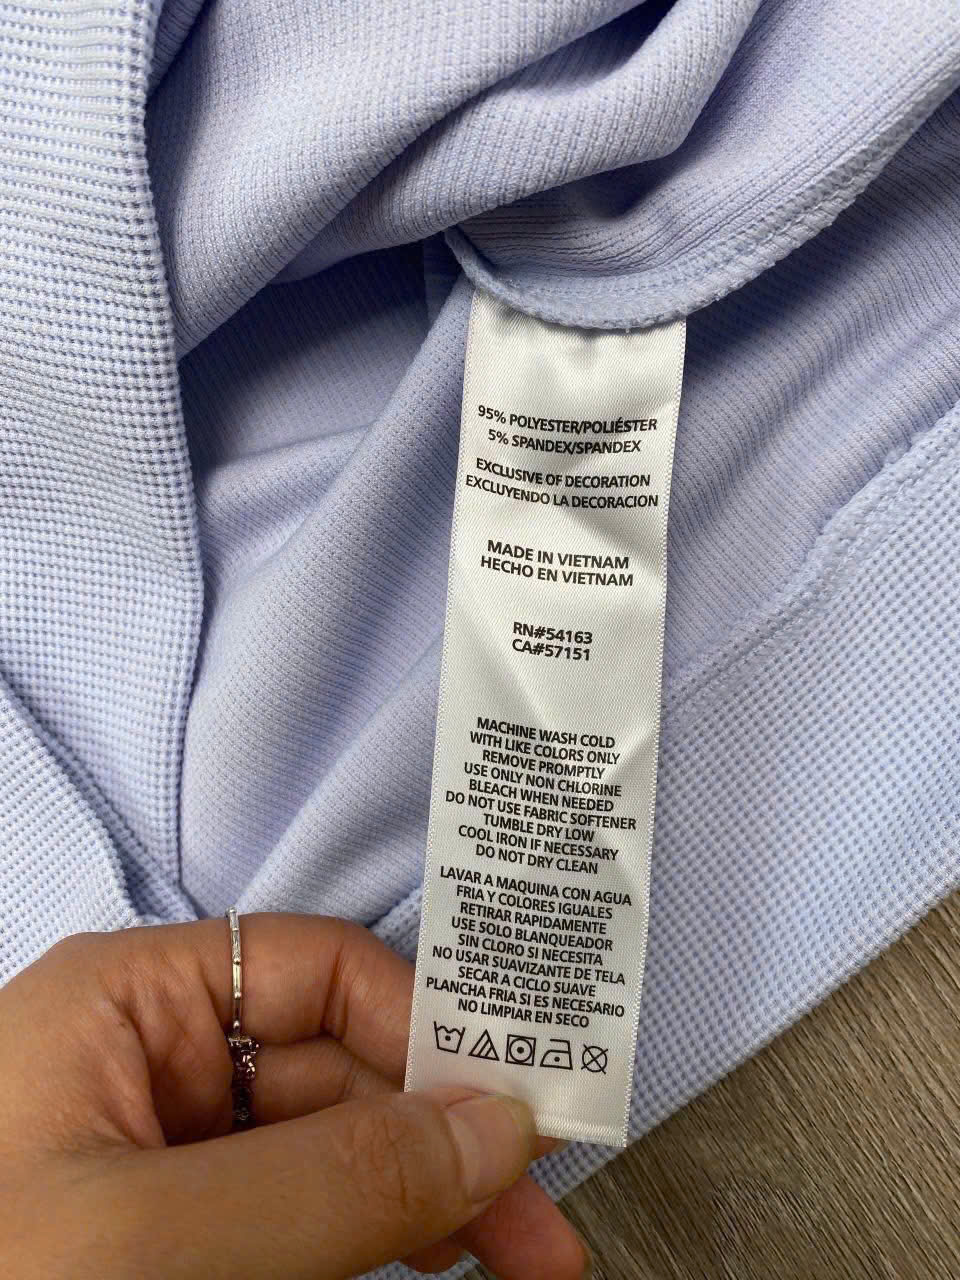 95% POLYESTER/POLIÉSTER
5% SPANDEX/SPANDEX
EXCLUSIVE OF DECORATION
EXCLUYENDO LA DECORACION
MADE IN VIETNAM
HECHO EN VIETNAM
RN#54163
CA#57151
MACHINE WASH COLD
WITH LIKE COLORS ONLY
REMOVE PROMPTLY
USE ONLY NON CHLORINE
BLEACH WHEN NEEDED
DO NOT USE FABRIC SOFTENER
TUMBLE DRY LOW
COOL IRON IF NECESSARY
DO NOT DRY CLEAN
LAVAR A MAQUINA CON AGUA
FRIA Y COLORES IGUALES
RETIRAR RAPIDAMENTE
USE SOLO BLANQUEADOR
SIN CLORO SI NECESITA
NO USAR SUAVIZANTE DE TELA
SECAR A CICLO SUAVE
PLANCHA FRIA SI ES NECESARIO
NO LIMPIAR EN SECO